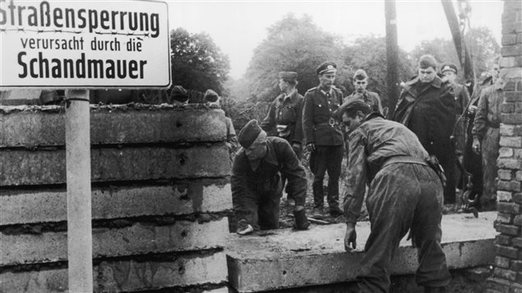 Straßensperrung
verursacht durch die
Schandmauer